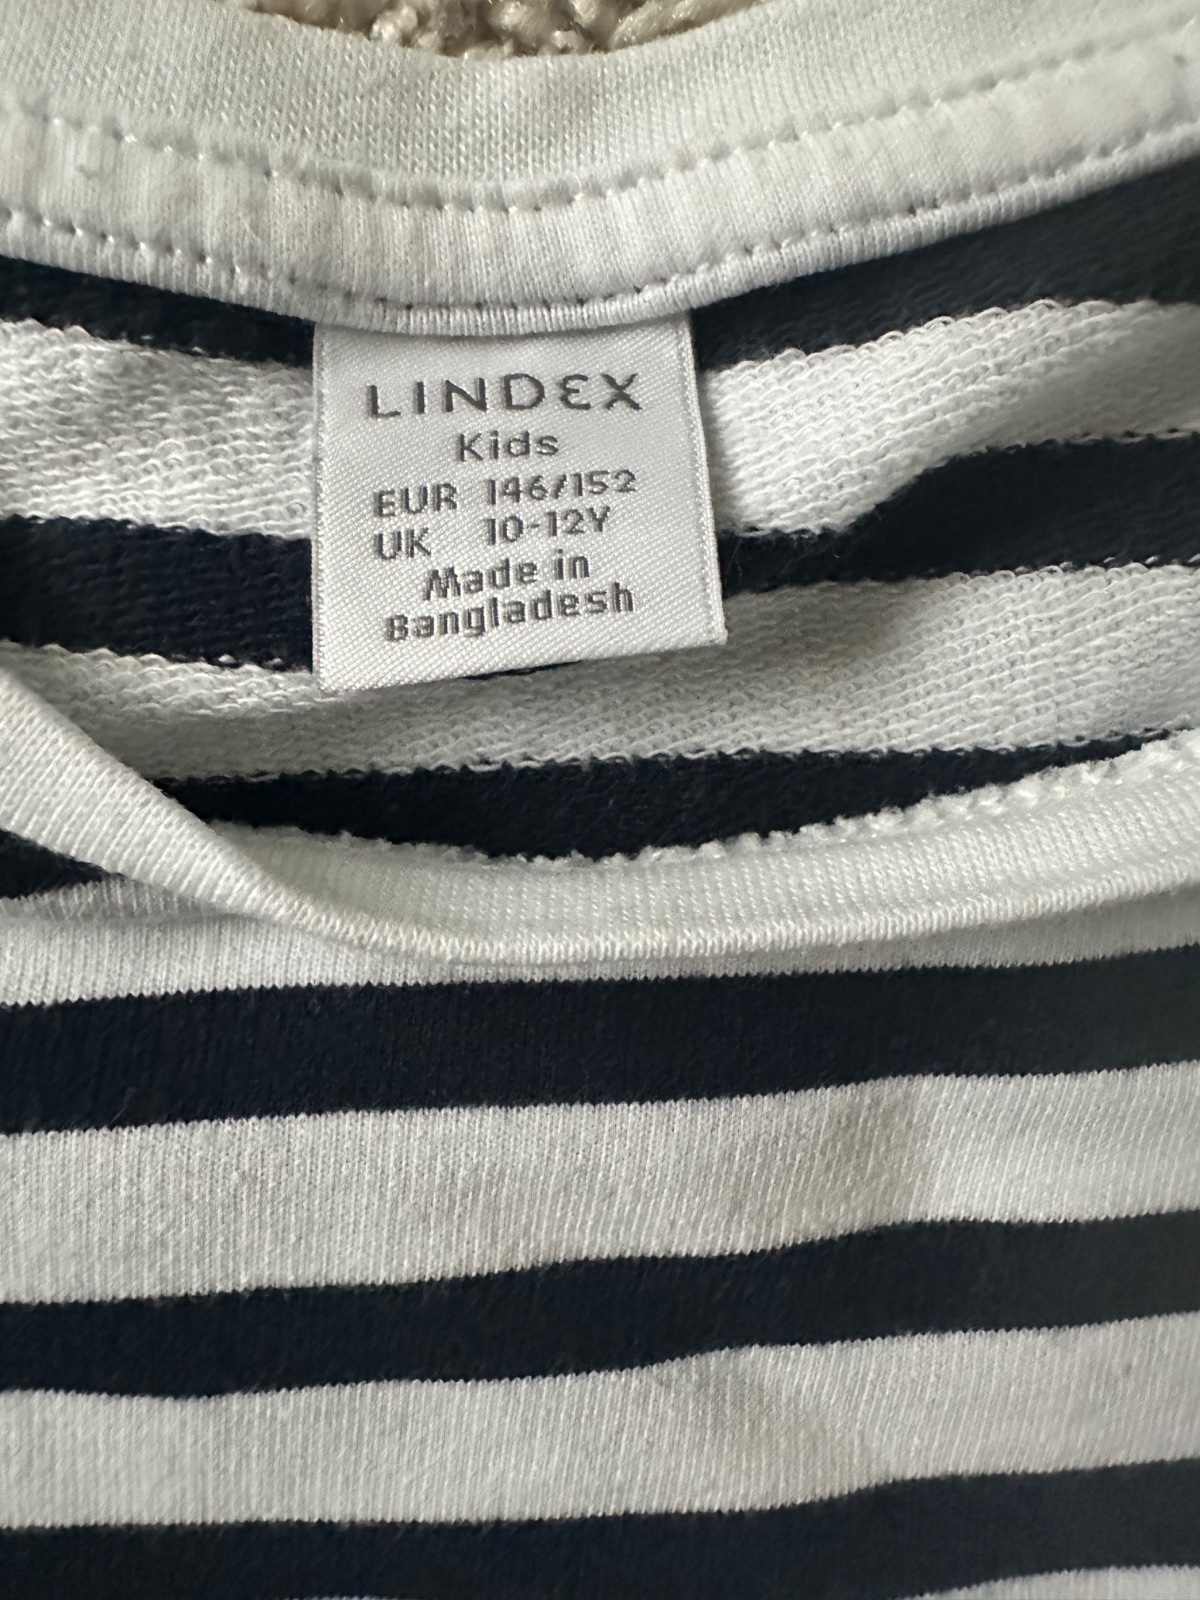 LINDEX
Kids
EUR 146/152
UK 10-12Y
Made in
Bangladesh